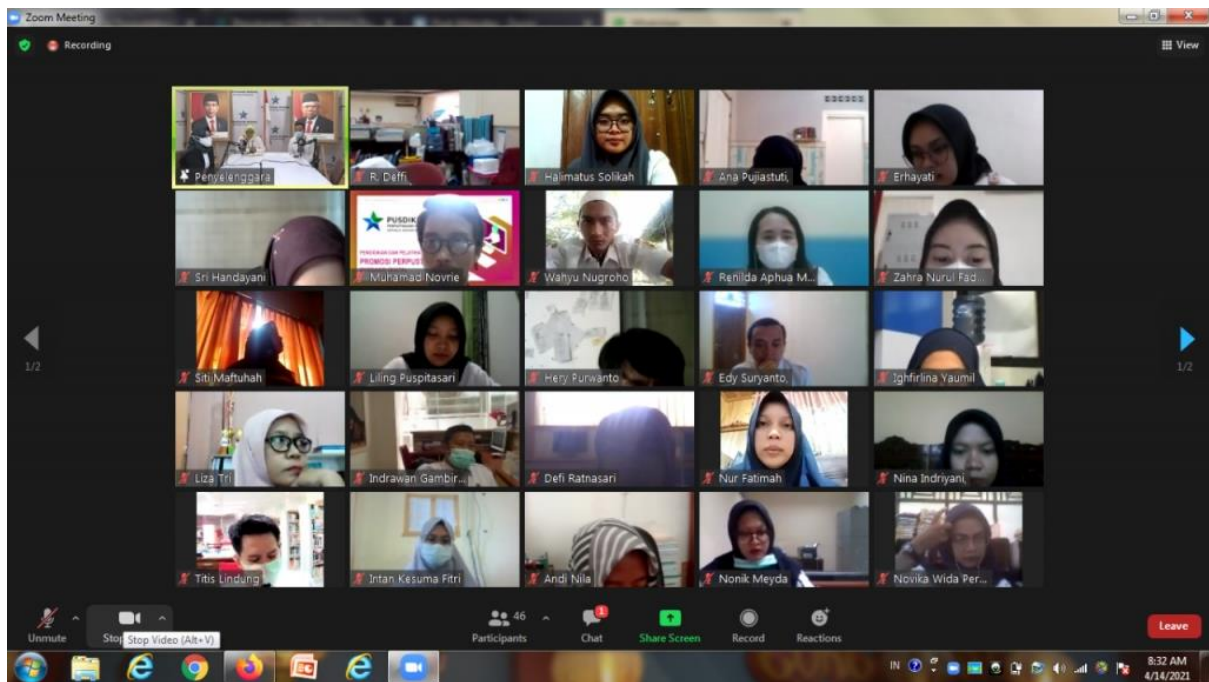 Zoom Meeting
Recording
View
Penyelenggara
R. Deffi
Halimatus Solikah
Ana Pujiastuti,
Erhayati
PUSDIK
PROMOSI PERPUST
Sri Handayani
Muhamad Novrie
Wahyu Nugroho
Renilda Aphua M...
Zahra Nurul Fad...
1/2
1/2
Siti Maftuhah
Liling Puspitasari
Hery Purwanto
Edy Suryanto,
Ighfirlina Yaumil
Liza Tri
Indrawan Gambir...
Defi Ratnasari
Nur Fatimah
Nina Indriyani,
Titis Lindung
Intan Kesuma Fitri
Andi Nila
Nonik Meyda
Novika Wida Per...
46
1
Unmute
Stop
Stop Video (Alt+V)
Participants
Chat
Share Screen
Record
Reactions
Leave
IN
8:32 AM
4/14/2021